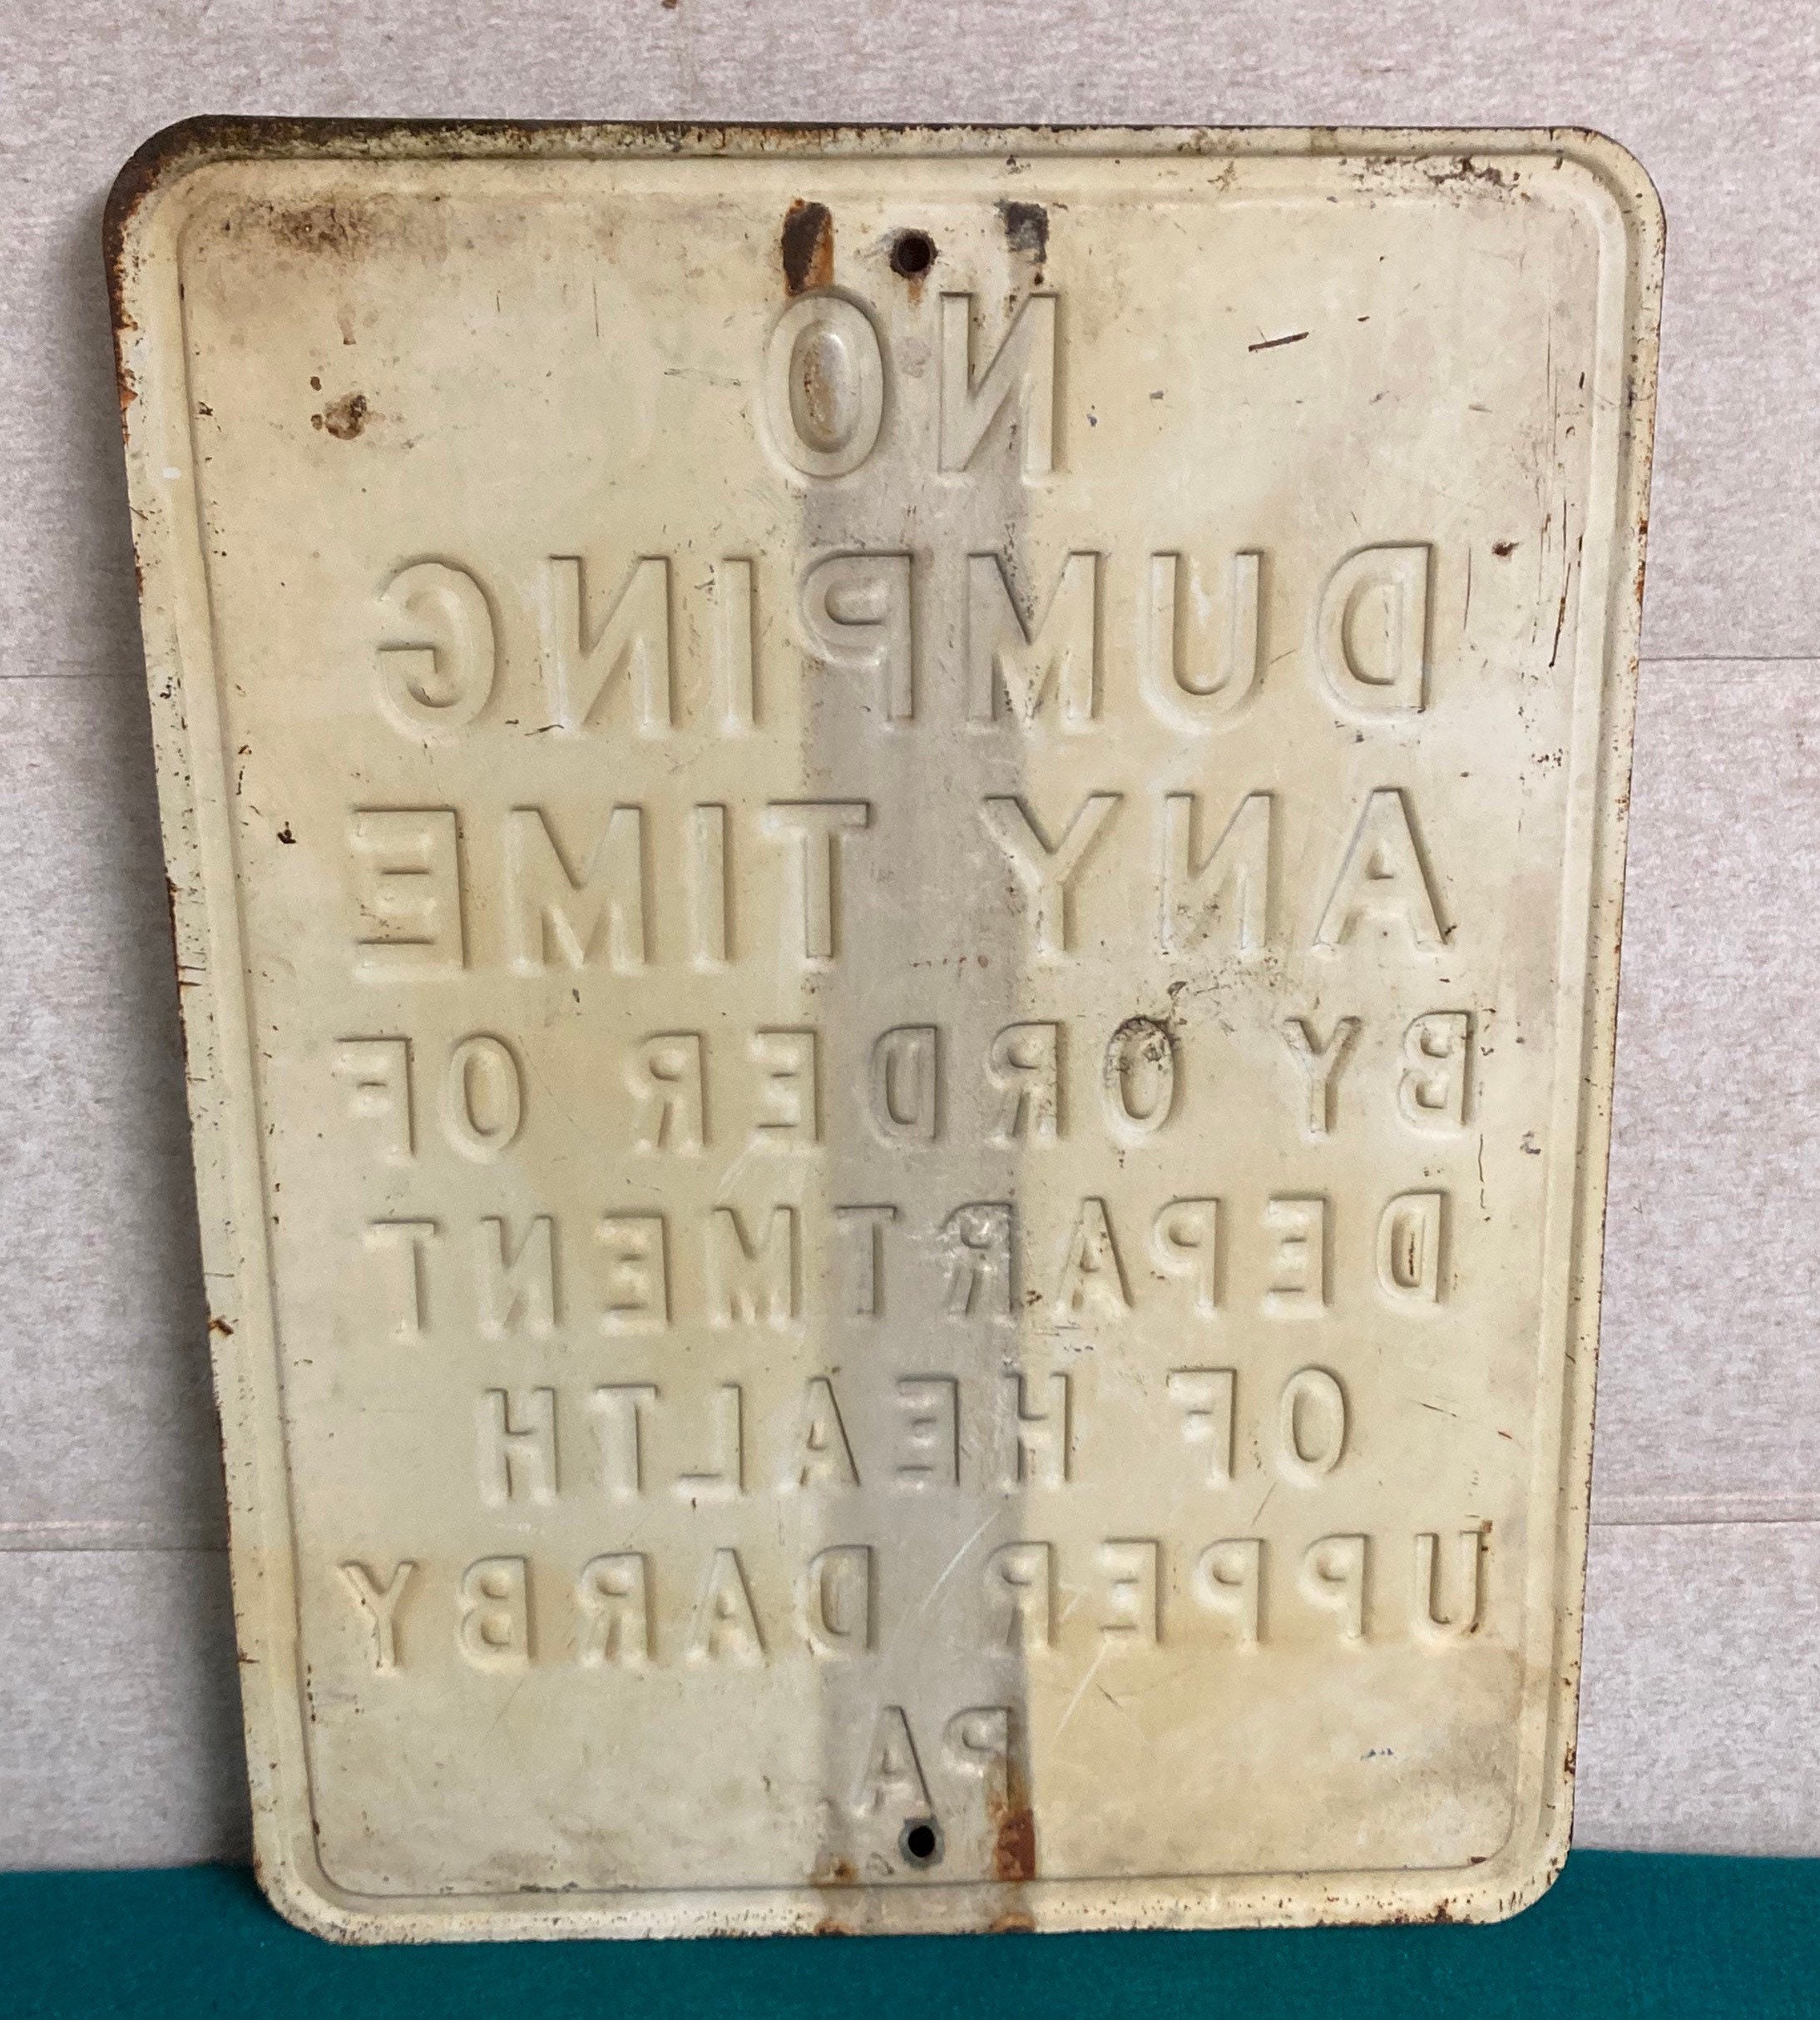 NO
DUMPING
ANY TIME
BY ORDER OF
DEPARTMENT
OF HEALTH
UPPER DARBY
PA